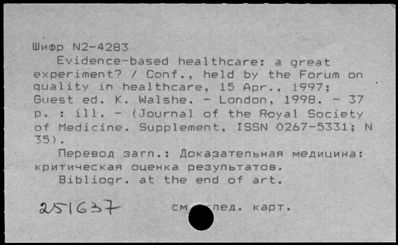 Шифр N2-4283
Evidence-based healthcare: a great
experiment? / Conf., held by the Forum on
quality in healthcare, 15 Apr., 1997;
Guest ed. K. Walshe. - London, 1998. - 37
p. : ill. - (Journal of the Royal Society
of Medicine. Supplement, ISSN 0267-5331; N
35).
Перевод загл.: Доказательная медицина:
критическая оценка результатов.
Bibliogr. at the end of art.
251637 см. след. карт.